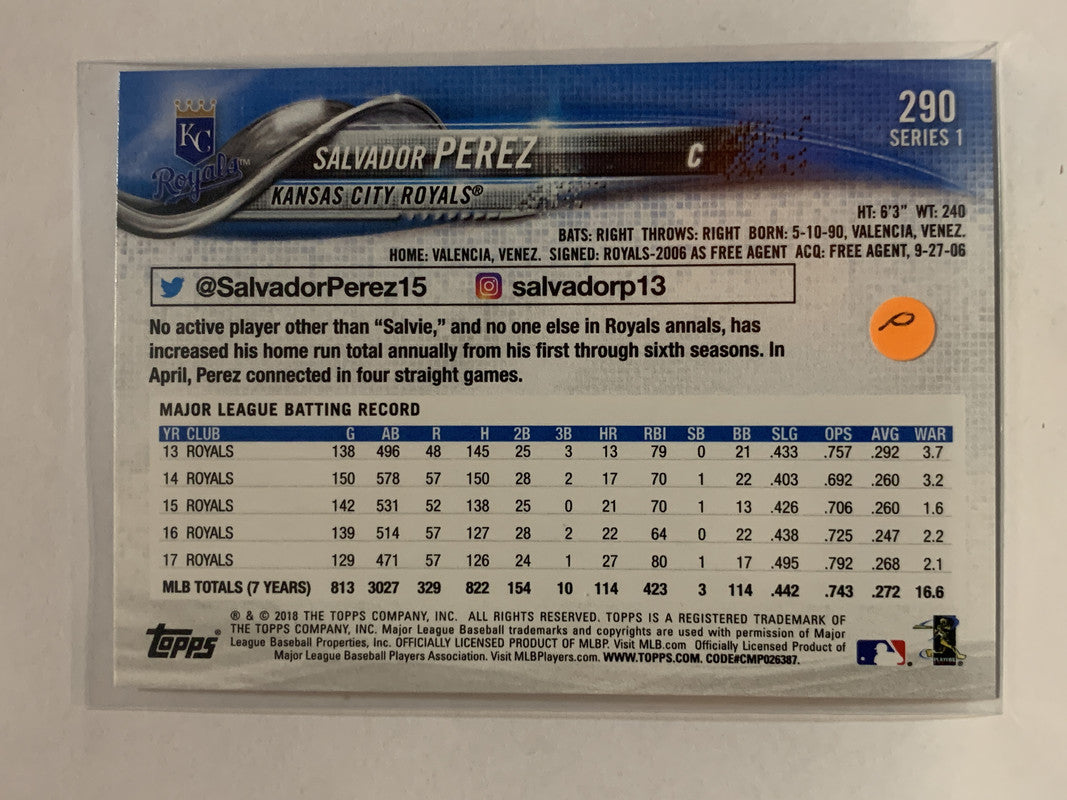 KC
Royals™
SALVADOR PEREZ C
KANSAS CITY ROYALS®
290
SERIES 1
HT: 6'3" WT: 240
BATS: RIGHT THROWS: RIGHT BORN: 5-10-90, VALENCIA, VENEZ.
HOME: VALENCIA, VENEZ. SIGNED: ROYALS-2006 AS FREE AGENT ACQ: FREE AGENT, 9-27-06
@SalvadorPerez15 salvadorp13
No active player other than “Salvie,” and no one else in Royals annals, has
increased his home run total annually from his first through sixth seasons. In
April, Perez connected in four straight games.
MAJOR LEAGUE BATTING RECORD
YR CLUB G AB R H 2B 3B HR RBI SB BB SLG OPS AVG WAR
13 ROYALS 138 496 48 145 25 3 13 79 0 21 .433 .757 .292 3.7
14 ROYALS 150 578 57 150 28 2 17 70 1 22 .403 .692 .260 3.2
15 ROYALS 142 531 52 138 25 0 21 70 1 13 .426 .706 .260 1.6
16 ROYALS 139 514 57 127 28 2 22 64 0 22 .438 .725 .247 2.2
17 ROYALS 129 471 57 126 24 1 27 80 1 17 .495 .792 .268 2.1
MLB TOTALS (7 YEARS) 813 3027 329 822 154 10 114 423 3 114 .442 .743 .272 16.6
® & © 2018 THE TOPPS COMPANY, INC. ALL RIGHTS RESERVED. TOPPS IS A REGISTERED TRADEMARK OF
THE TOPPS COMPANY, INC. Major League Baseball trademarks and copyrights are used with permission of Major
League Baseball Properties, Inc. OFFICIALLY LICENSED PRODUCT OF MLBP. Visit MLB.com Officially Licensed Product of
Major League Baseball Players Association. Visit MLBPlayers.com. WWW.TOPPS.COM. CODE#CMP026387.
TOPPS®
PLAYERS